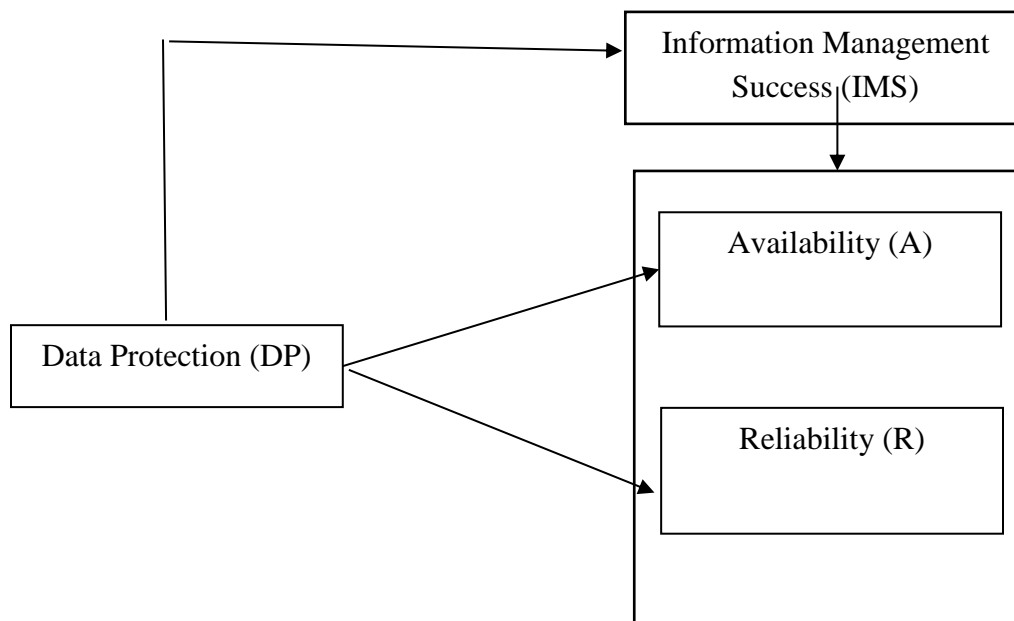 Information Management
Success (IMS)
Availability (A)
Data Protection (DP)
Reliability (R)